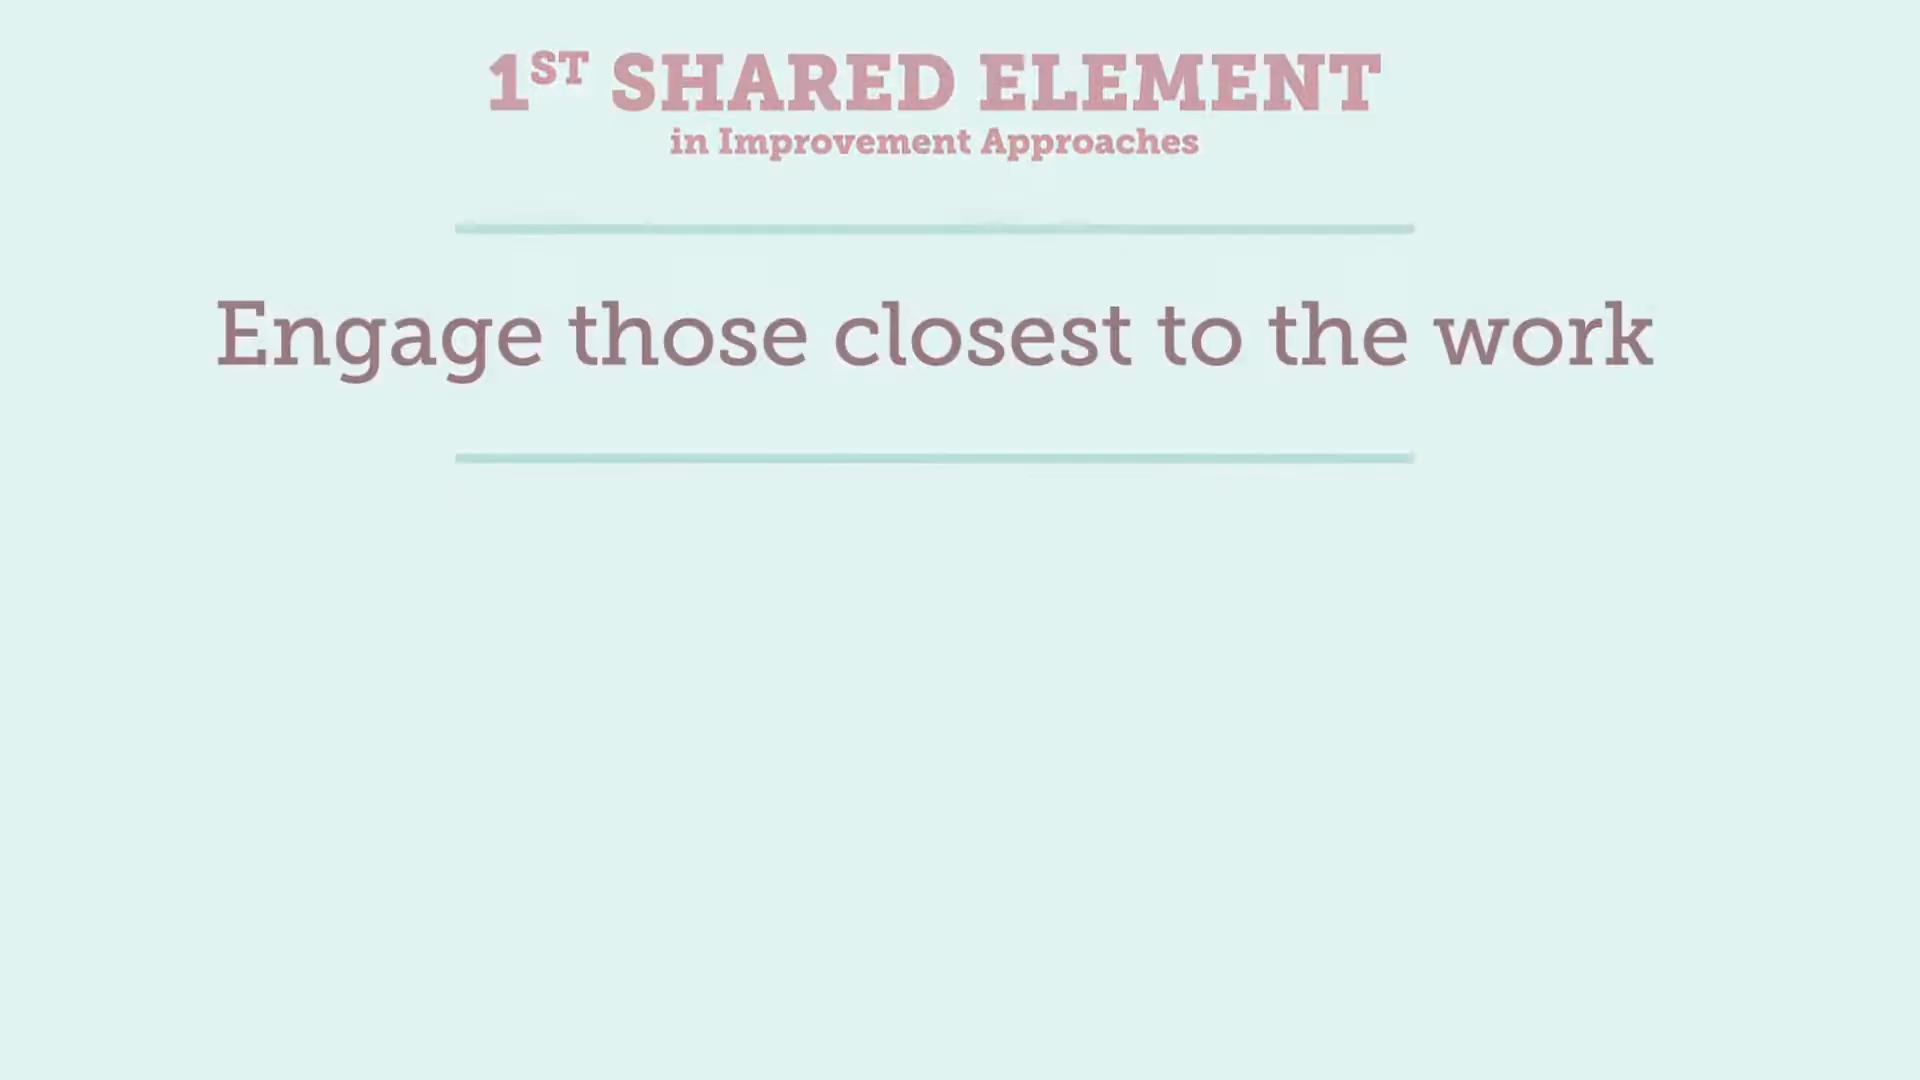 1ST SHARED ELEMENT
in Improvement Approaches
Engage those closest to the work